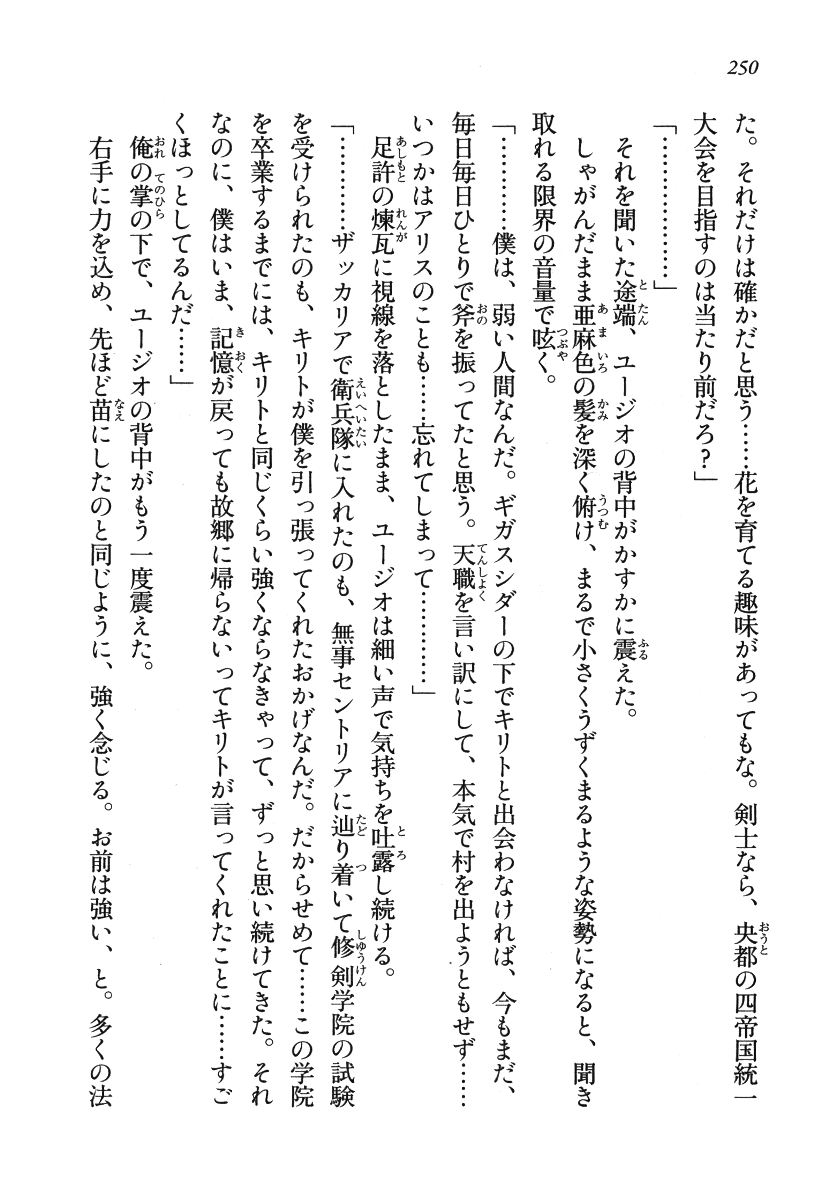 250
た。それだけは確かだと思う……花を育てる趣味があってもな。剣士なら、央都の四帝国統一
大会を目指すのは当たり前だろ？」
「………………」
それを聞いた途端、ユージオの背中がかすかに震えた。
しゃがんだまま亜麻色の髪を深く俯け、まるで小さくうずくまるような姿勢になると、聞き
取れる限界の音量で呟く。
「…………僕は、弱い人間なんだ。ギガスシダーの下でキリトと出会わなければ、今もまだ、
毎日毎日ひとりで斧を振ってたと思う。天職を言い訳にして、本気で村を出ようともせず……
いつかはアリスのことも……忘れてしまって…………」
足許の煉瓦に視線を落としたまま、ユージオは細い声で気持ちを吐露し続ける。
「…………ザッカリアで衛兵隊に入れたのも、無事セントリアに辿り着いて修剣学院の試験
を受けられたのも、キリトが僕を引っ張ってくれたおかげなんだ。だからせめて……この学院
を卒業するまでには、キリトと同じくらい強くならなきゃって、ずっと思い続けてきた。それ
なのに、僕はいま、記憶が戻っても故郷に帰らないってキリトが言ってくれたことに……すご
くほっとしてるんだ……」
俺の掌の下で、ユージオの背中がもう一度震えた。
右手に力を込め、先ほど苗にしたのと同じように、強く念じる。お前は強い、と。多くの法